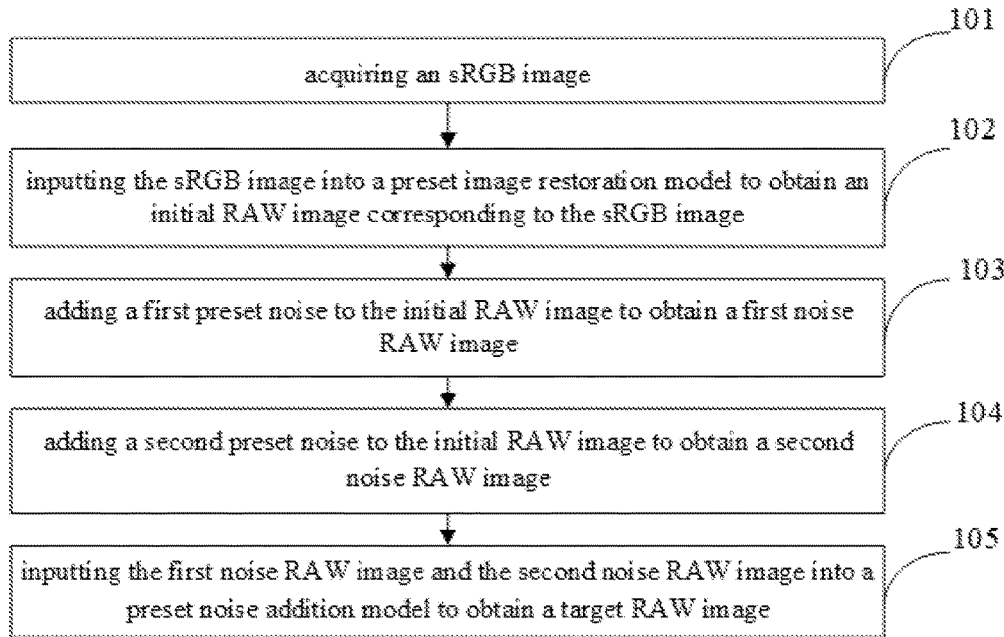 101
acquiring an sRGB image
102
inputting the sRGB image into a preset image restoration model to obtain an
initial RAW image corresponding to the sRGB image
103
adding a first preset noise to the initial RAW image to obtain a first noise
RAW image
104
adding a second preset noise to the initial RAW image to obtain a second
noise RAW image
105
inputting the first noise RAW image and the second noise RAW image into a
preset noise addition model to obtain a target RAW image